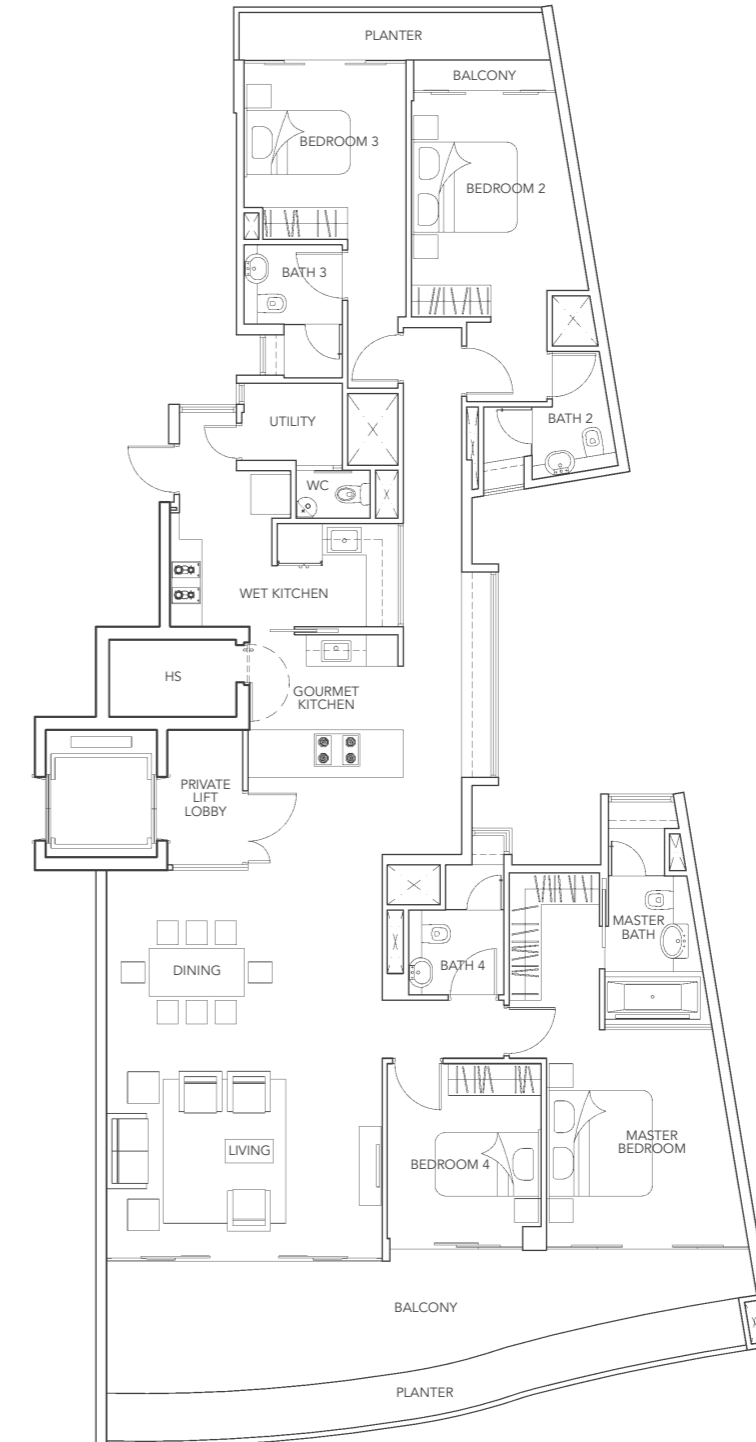 PLANTER
BALCONY
BEDROOM 3
BEDROOM 2
BATH 3
BATH 2
UTILITY
WC
WET KITCHEN
HS
GOURMET
KITCHEN
PRIVATE
LIFT
LOBBY
MASTER
BATH
BATH 4
DINING
LIVING
MASTER
BEDROOM
BEDROOM 4
BALCONY
PLANTER